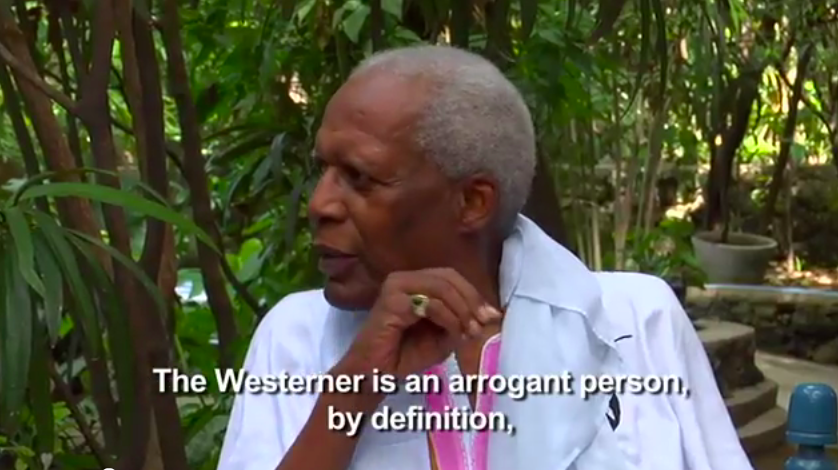 The Westerner is an arrogant person,
by definition,